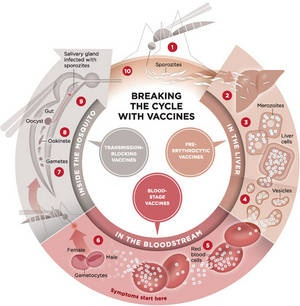 1
Sporozites
10
Salivary gland
infected with
sporozites
2
BREAKING
THE CYCLE
WITH VACCINES
Merozoites
9
Gut
3
Oocyst
Liver
cells
8
Ookinete
TRANSMISSION-
BLOCKING
VACCINES
PRE-
ERYTHROCYTIC
VACCINES
Gametes
7
Vesicles
INSIDE THE MOSQUITO
IN THE LIVER
4
BLOOD-
STAGE
VACCINES
IN THE BLOODSTREAM
6
5
Female
Male
Red
blood
cells
Gametocytes
Symptoms start here